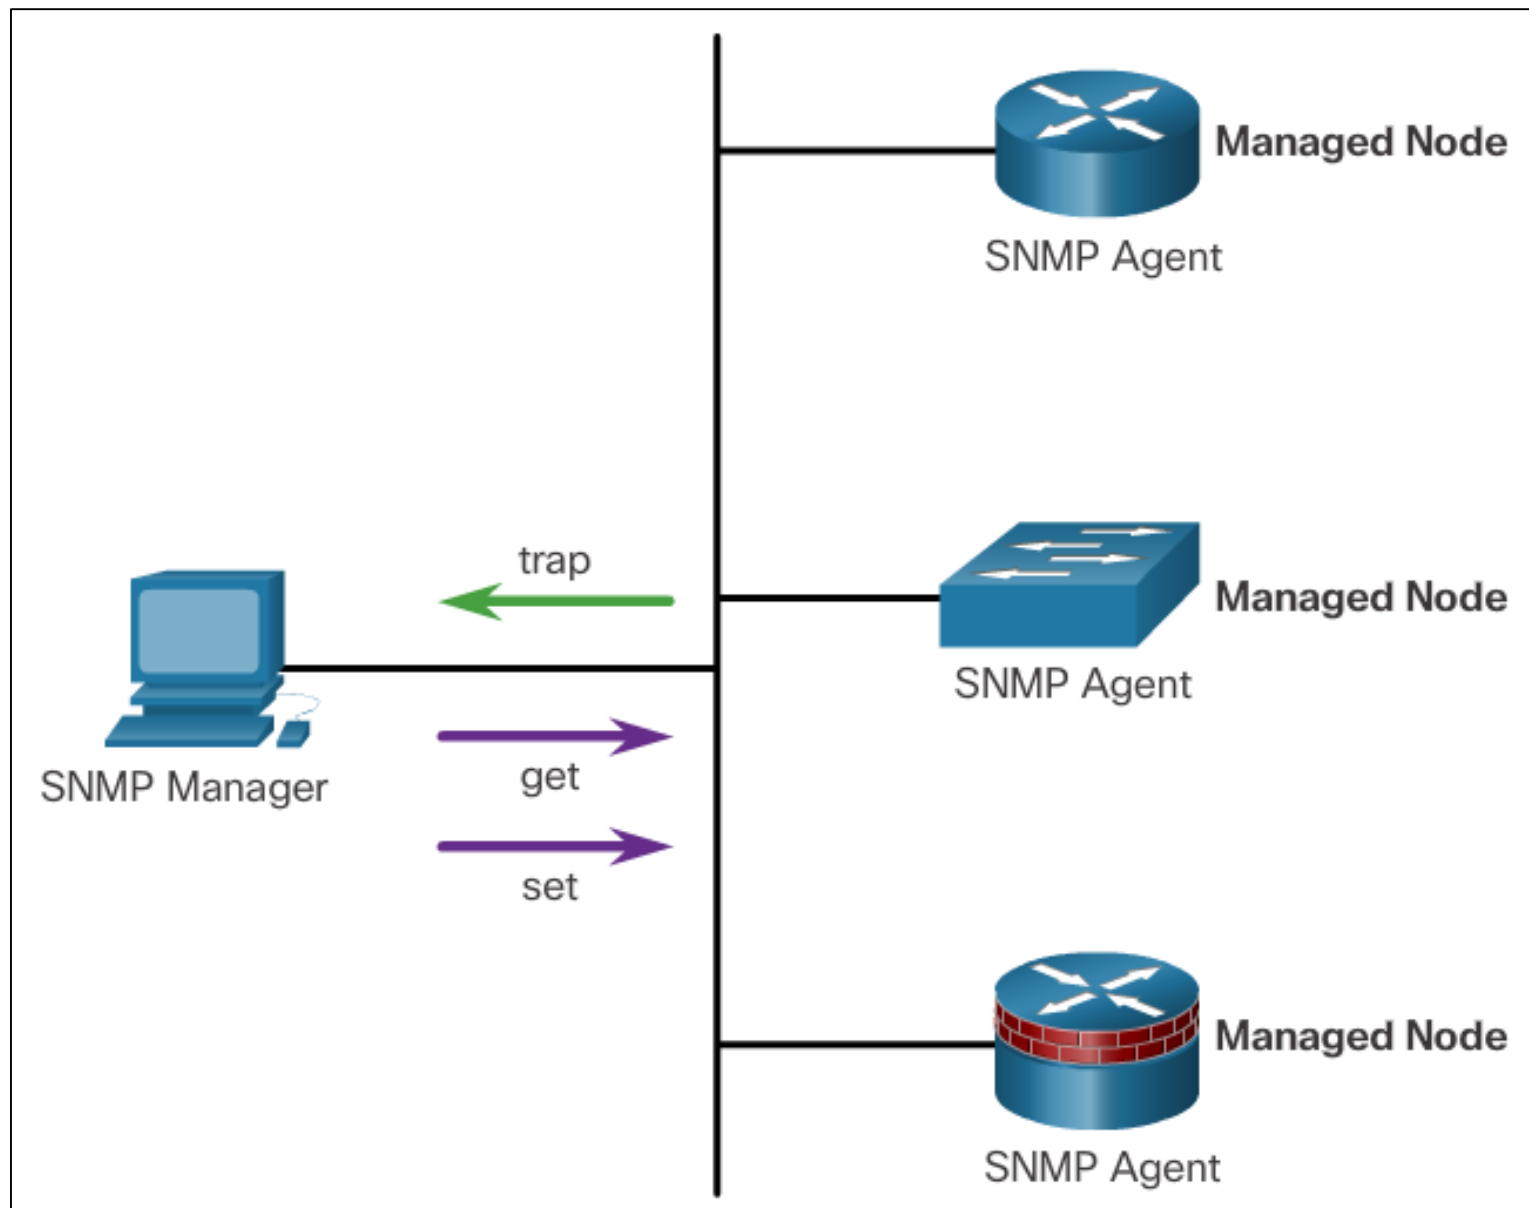 Managed Node
SNMP Agent
trap
Managed Node
SNMP Agent
SNMP Manager
get
set
Managed Node
SNMP Agent